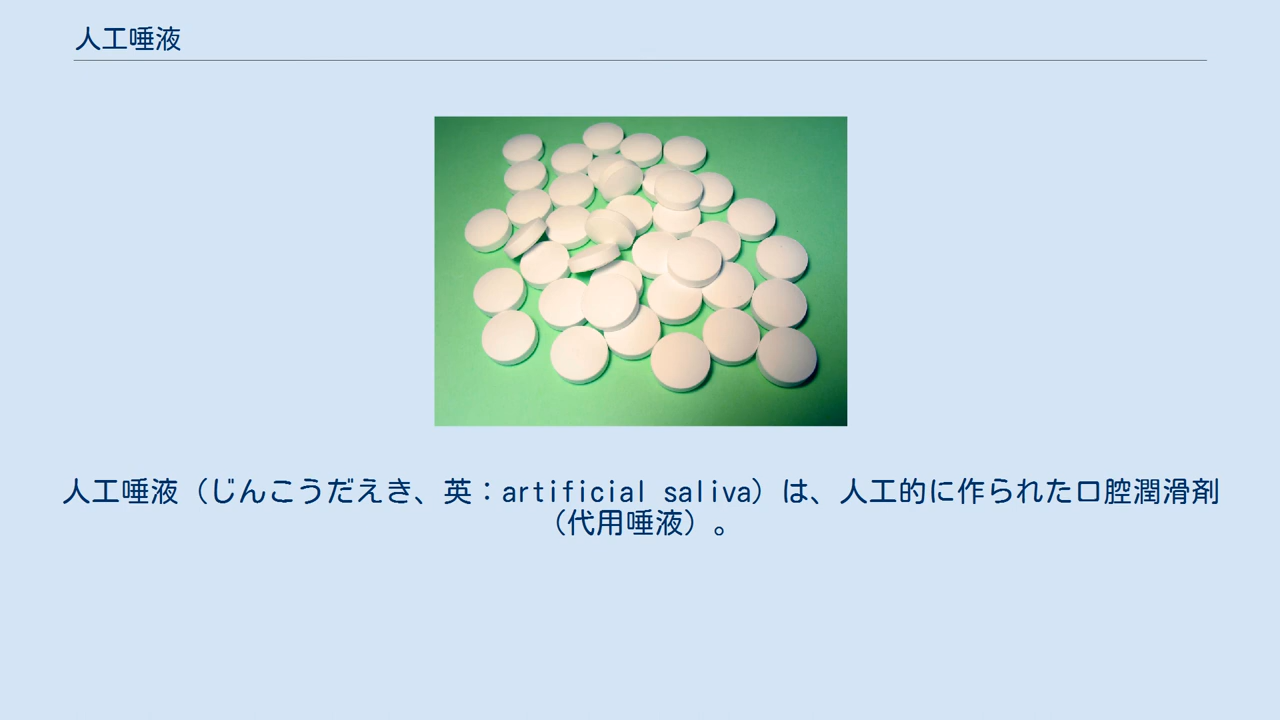 人工唾液
人工唾液（じんこうだえき、英：artificial saliva）は、人工的に作られた口腔潤滑剤
（代用唾液）。